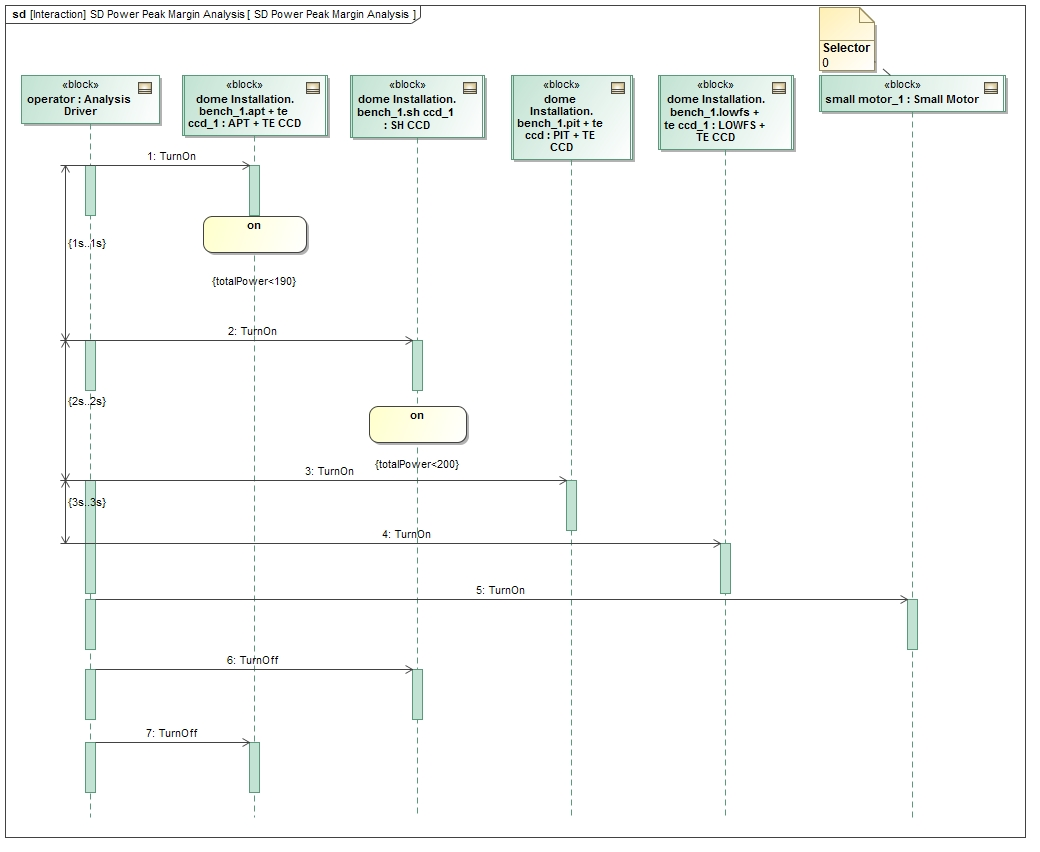 sd [Interaction] SD Power Peak Margin Analysis [ SD Power Peak Margin Analysis ]
Selector
0
«block»
operator : Analysis
Driver
«block»
dome Installation.
bench_1.apt + te
ccd_1 : APT + TE CCD
«block»
dome Installation.
bench_1.sh ccd_1
: SH CCD
«block»
dome
Installation.
bench_1.pit + te
ccd : PIT + TE
CCD
«block»
dome Installation.
bench_1.lowfs +
te ccd_1 : LOWFS +
TE CCD
«block»
small motor_1 : Small Motor
1: TurnOn
on
{1s..1s}
{totalPower<190}
2: TurnOn
{2s..2s}
on
{totalPower<200}
3: TurnOn
{3s..3s}
4: TurnOn
5: TurnOn
6: TurnOff
7: TurnOff